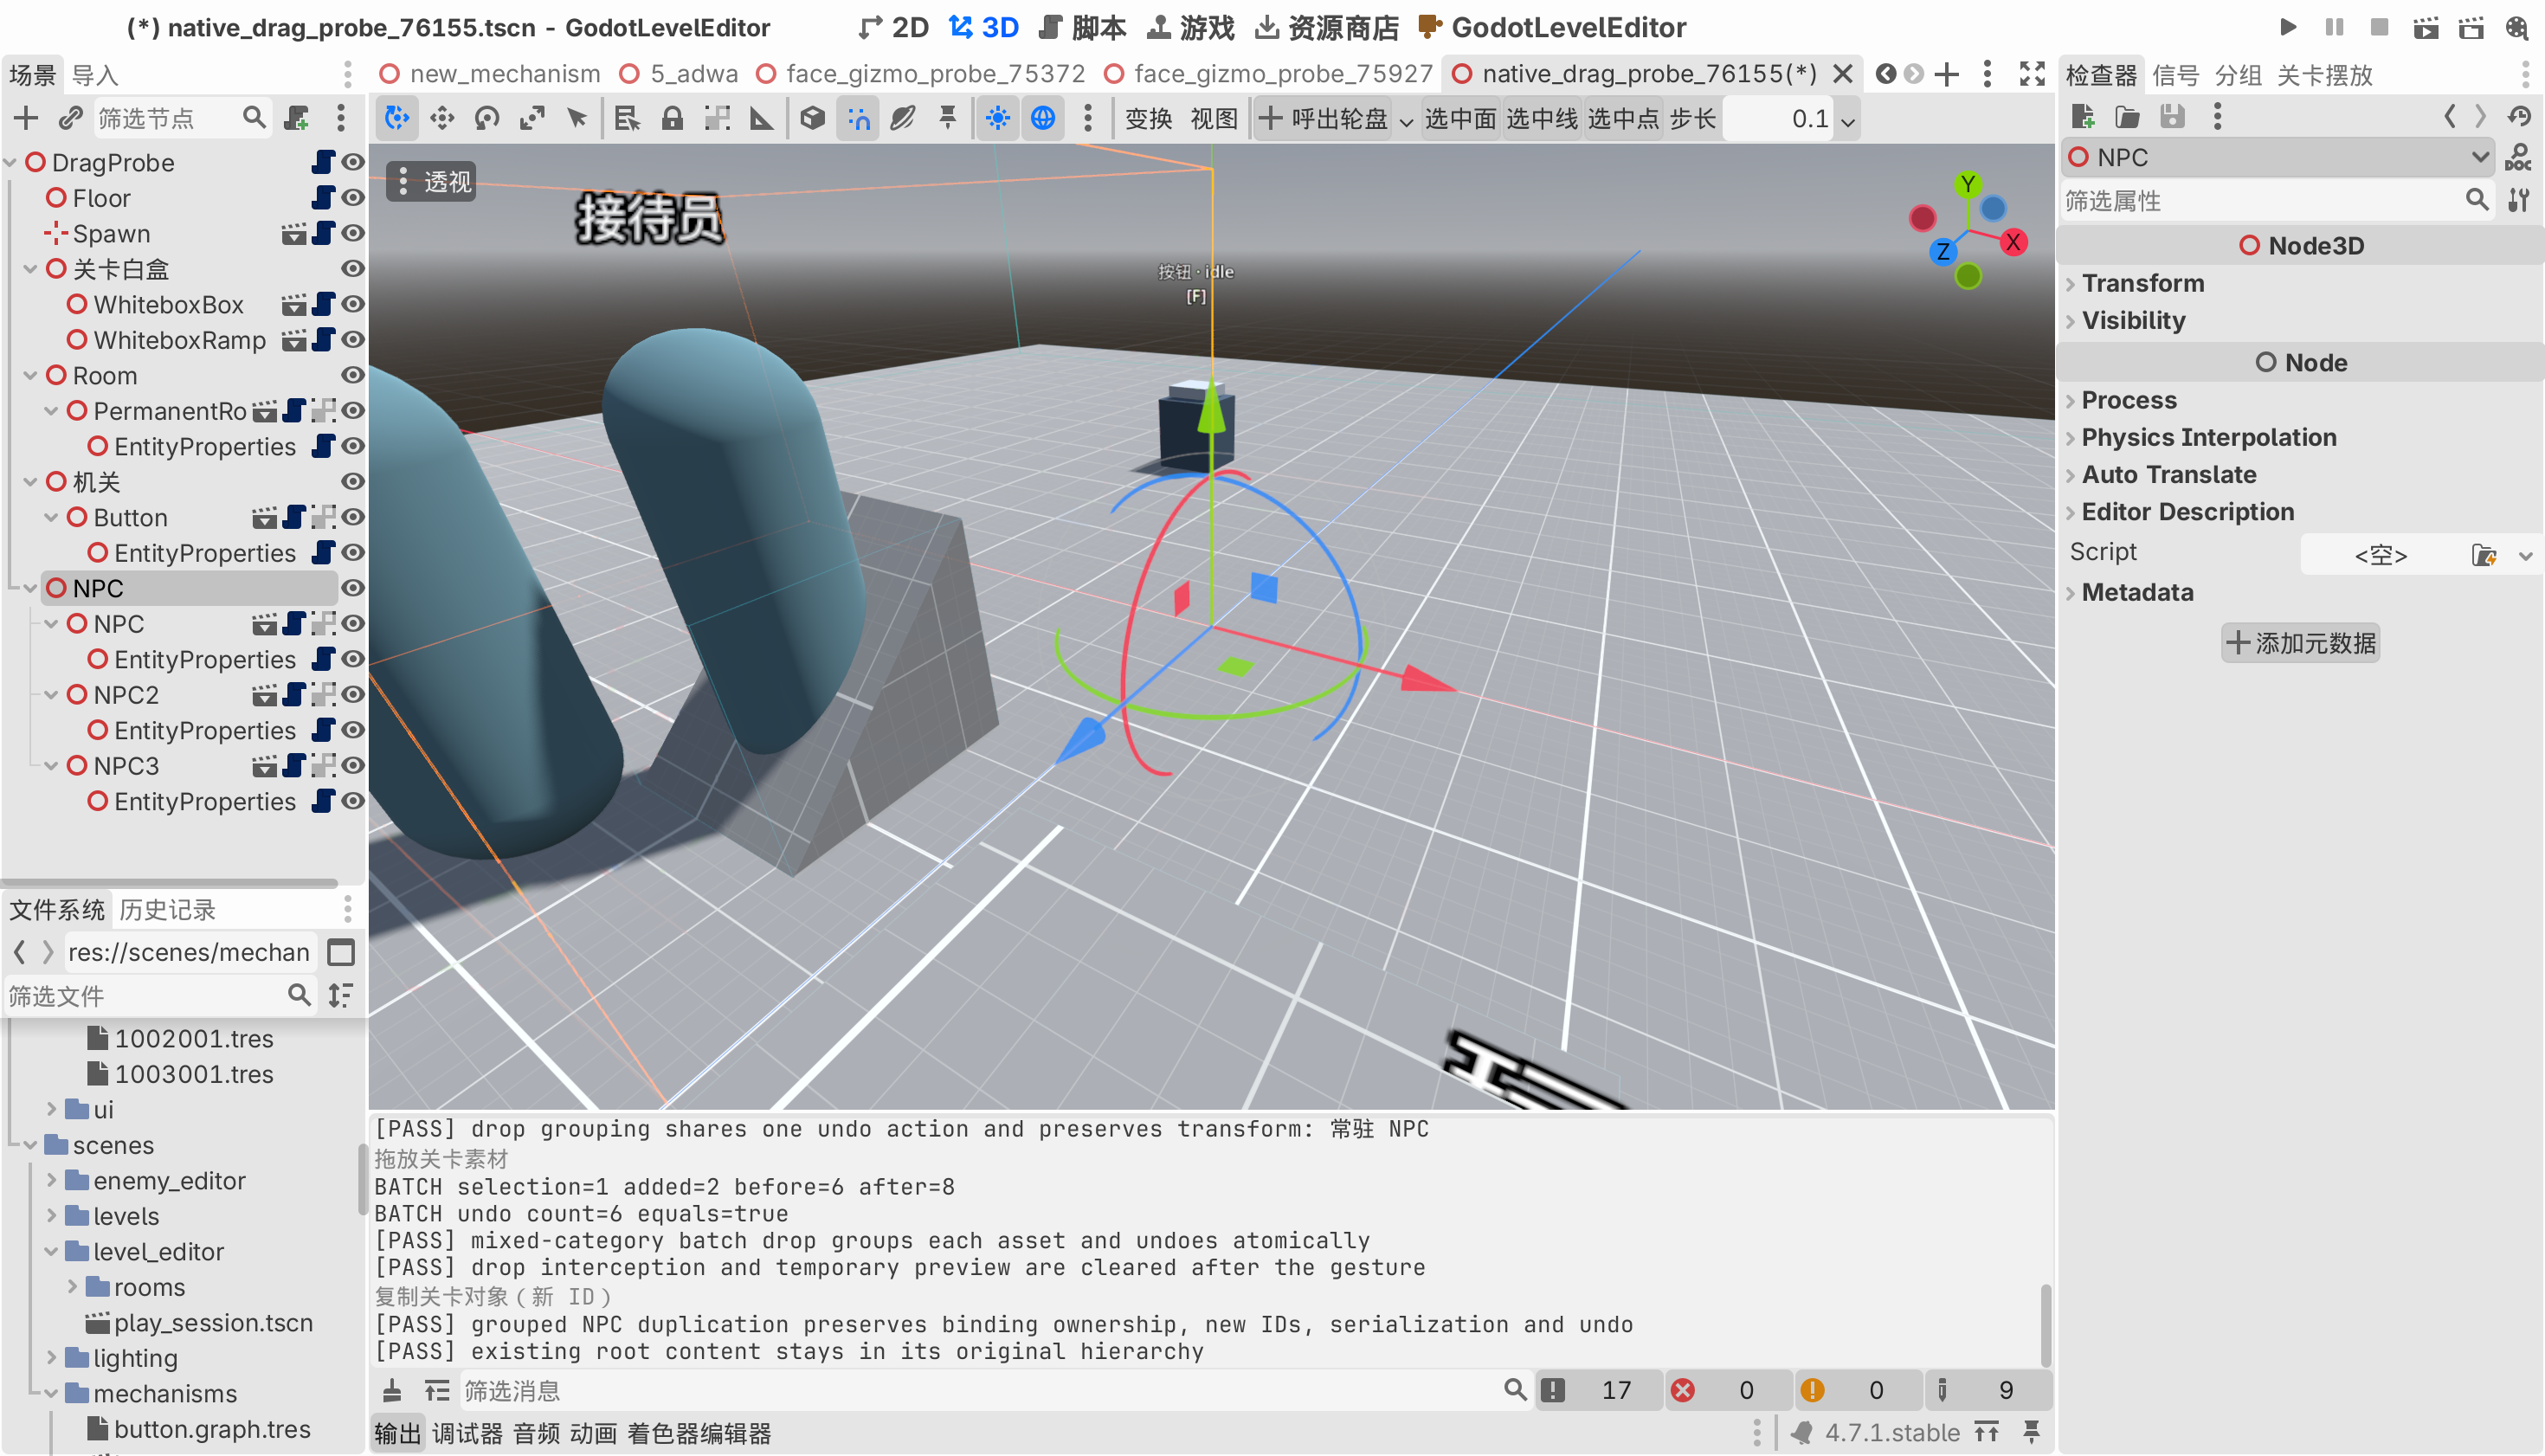 (*) native_drag_probe_76155.tscn - GodotLevelEditor
2D 3D 脚本 游戏 资源商店 GodotLevelEditor
场景 导入
筛选节点
DragProbe
Floor
Spawn
关卡白盒
WhiteboxBox
WhiteboxRamp
Room
PermanentRo
EntityProperties
机关
Button
EntityProperties
NPC
NPC
EntityProperties
NPC2
EntityProperties
NPC3
EntityProperties
文件系统 历史记录
res://scenes/mechan
筛选文件
1002001.tres
1003001.tres
ui
scenes
enemy_editor
levels
level_editor
rooms
play_session.tscn
lighting
mechanisms
button.graph.tres
new_mechanism 5_adwa face_gizmo_probe_75372 face_gizmo_probe_75927 native_drag_probe_76155(*)
变换 视图 呼出轮盘 选中面 选中线 选中点 步长 0.1
透视
接待员
按钮 · idle
[F]
Y
X
Z
[PASS] drop grouping shares one undo action and preserves transform: 常驻 NPC
拖放关卡素材
BATCH selection=1 added=2 before=6 after=8
BATCH undo count=6 equals=true
[PASS] mixed-category batch drop groups each asset and undoes atomically
[PASS] drop interception and temporary preview are cleared after the gesture
复制关卡对象（新 ID）
[PASS] grouped NPC duplication preserves binding ownership, new IDs, serialization and undo
[PASS] existing root content stays in its original hierarchy
筛选消息 17 0 0 9
输出 调试器 音频 动画 着色器编辑器 4.7.1.stable
检查器 信号 分组 关卡摆放
NPC
DOC
筛选属性
Node3D
Transform
Visibility
Node
Process
Physics Interpolation
Auto Translate
Editor Description
Script <空>
Metadata
添加元数据